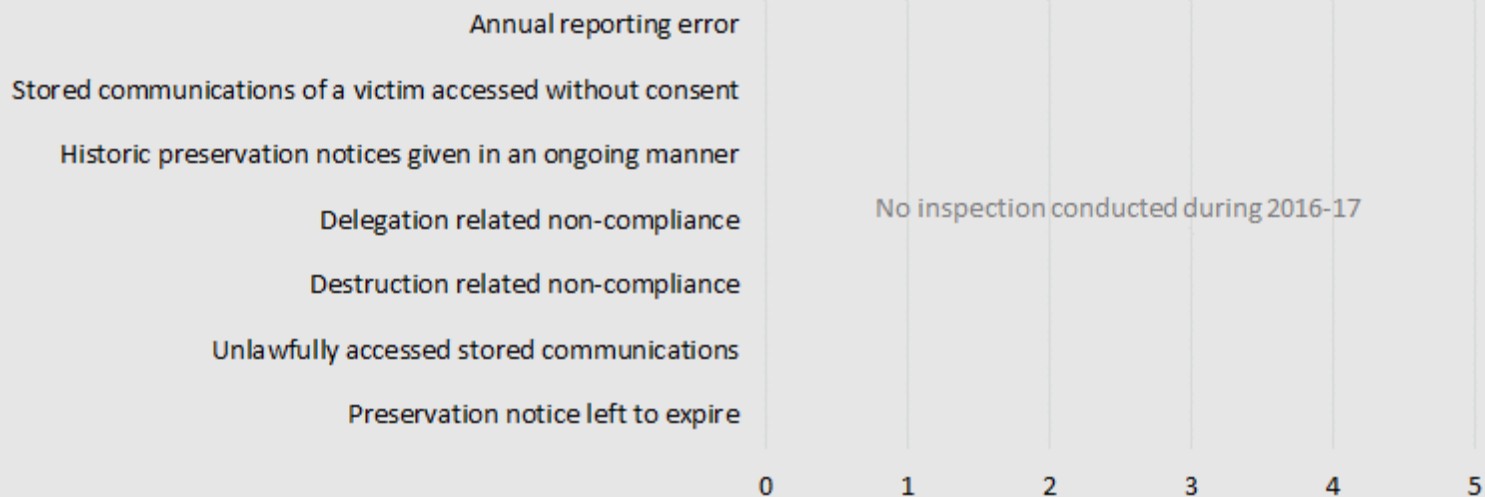 Annual reporting error
Stored communications of a victim accessed without consent
Historic preservation notices given in an ongoing manner
No inspection conducted during 2016-17
Delegation related non-compliance
Destruction related non-compliance
Unlawfully accessed stored communications
Preservation notice left to expire
0 1 2 3 4 5